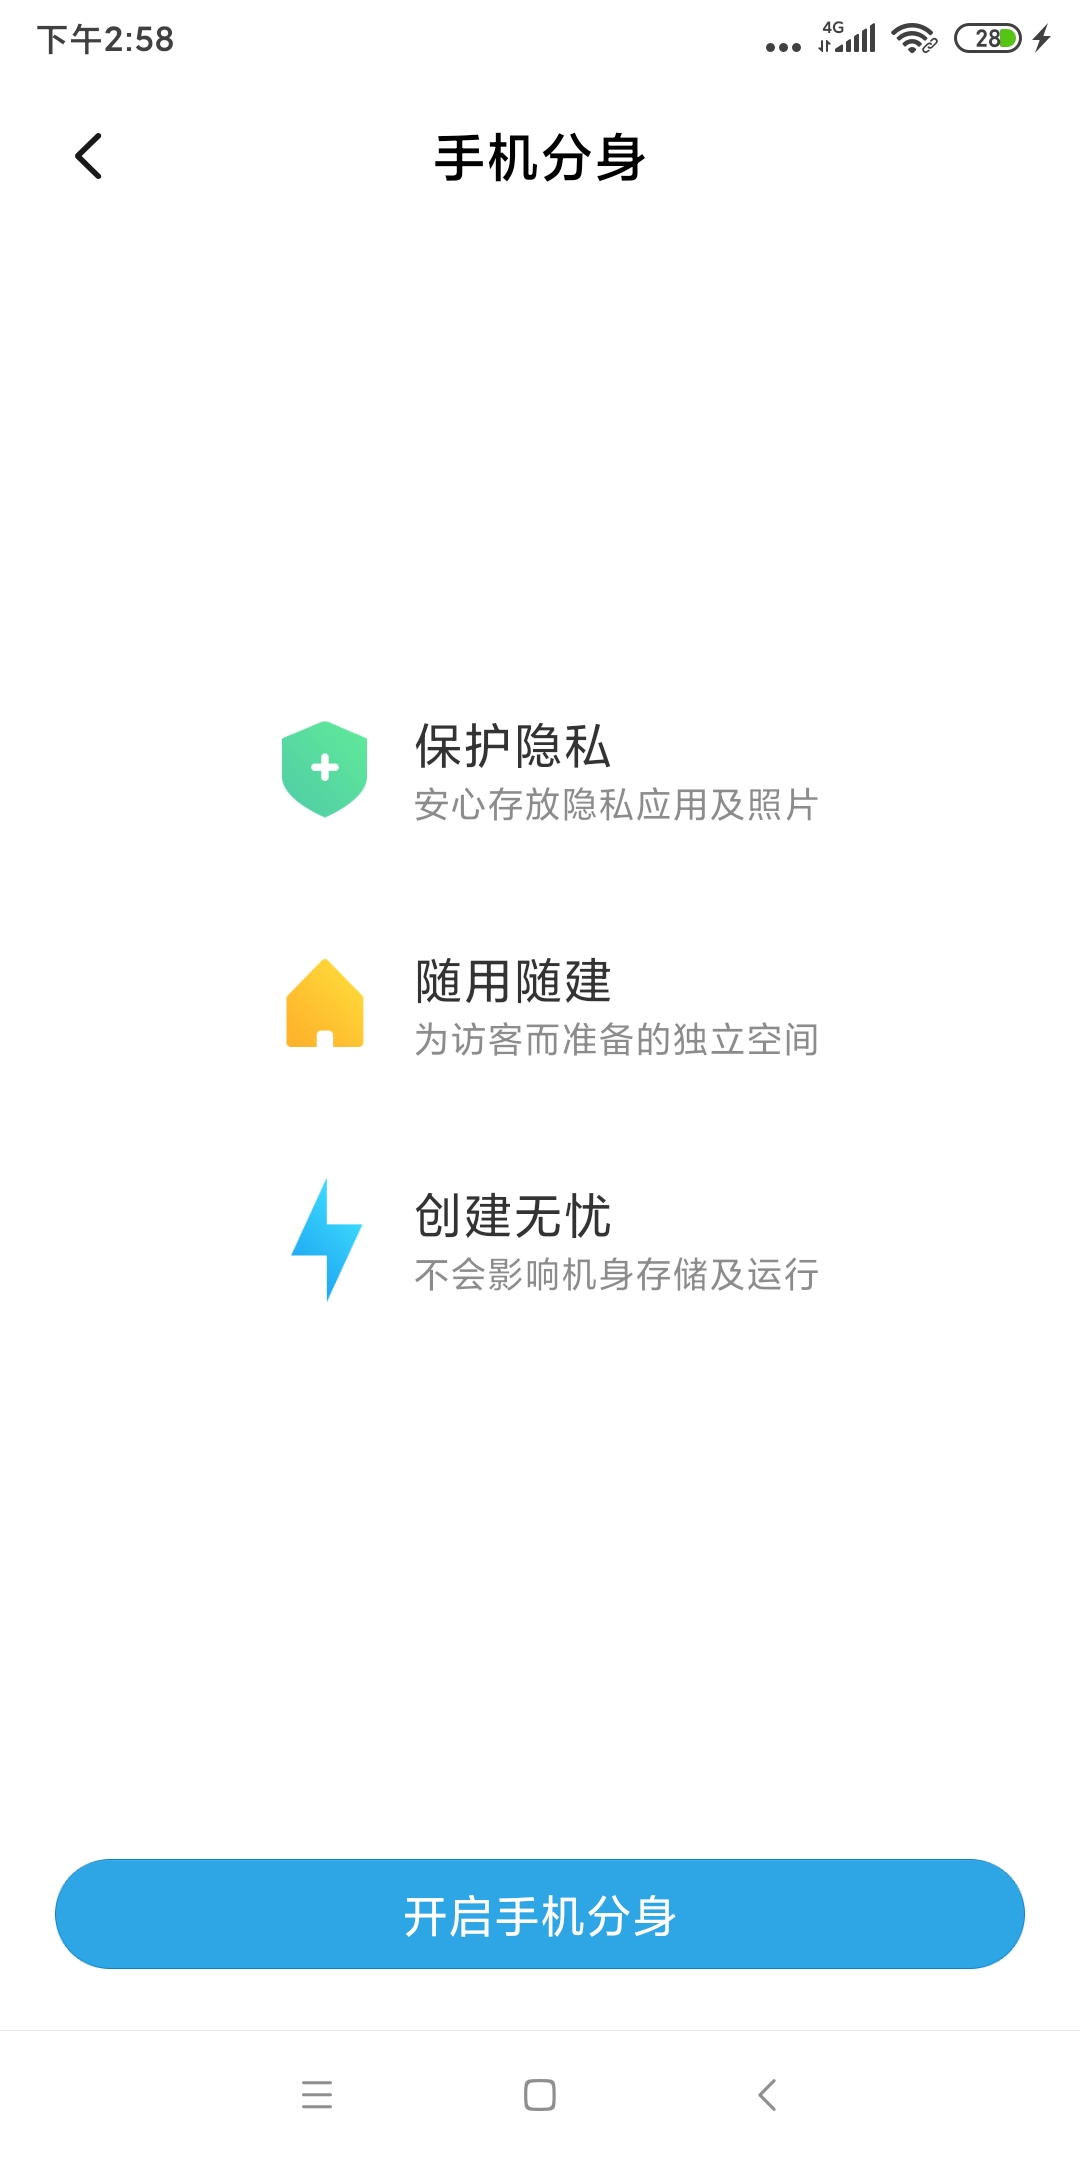 下午2:58
4G
28
手机分身
保护隐私
安心存放隐私应用及照片
随用随建
为访客而准备的独立空间
创建无忧
不会影响机身存储及运行
开启手机分身